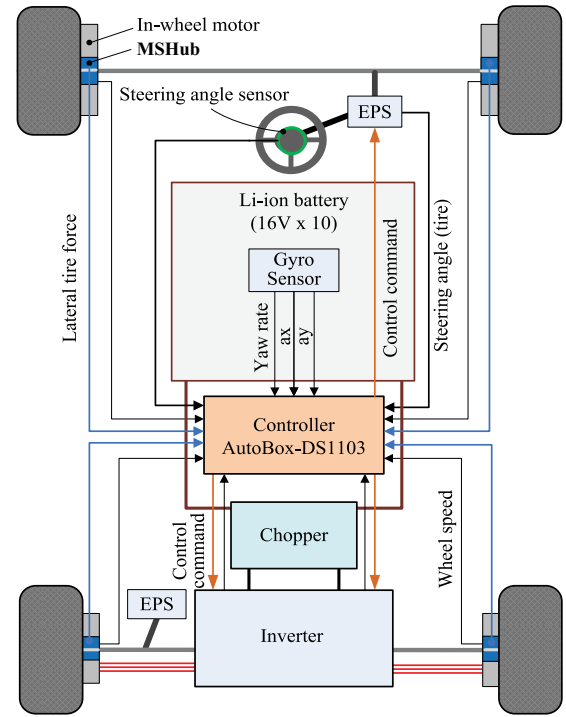 In-wheel motor
MSHub
Steering angle sensor
EPS
Li-ion battery
(16V x 10)
Gyro
Sensor
Lateral tire force
Yaw rate
ax
ay
Control command
Steering angle (tire)
Controller
AutoBox-DS1103
Chopper
Control
command
Wheel speed
EPS
Inverter